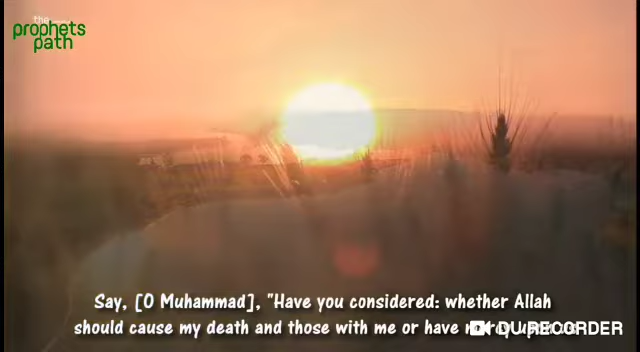 the
prophets
path
Say, [O Muhammad], "Have you considered: whether Allah
should cause my death and those with me or have
DU RECORDER